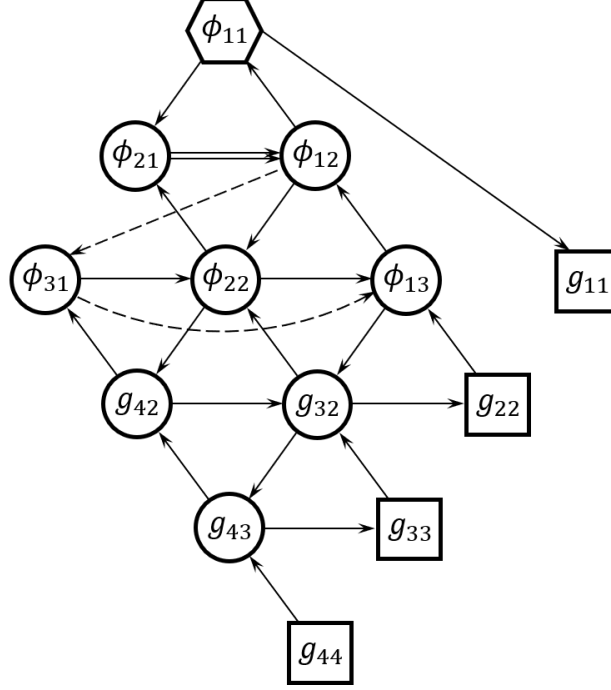 ϕ₁₁
ϕ₂₁ ϕ₁₂
ϕ₃₁ ϕ₂₂ ϕ₁₃ g₁₁
g₄₂ g₃₂ g₂₂
g₄₃ g₃₃
g₄₄